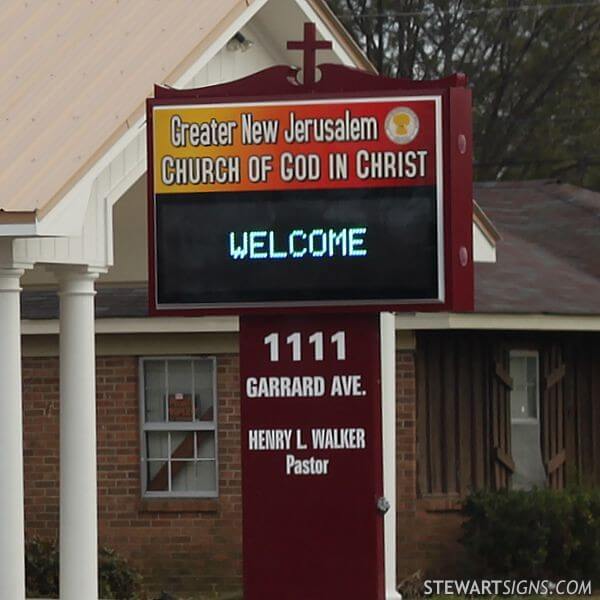 Greater New Jerusalem
CHURCH OF GOD IN CHRIST
WELCOME
1111
GARRARD AVE.
HENRY L. WALKER
Pastor
STEWARTSIGNS.COM